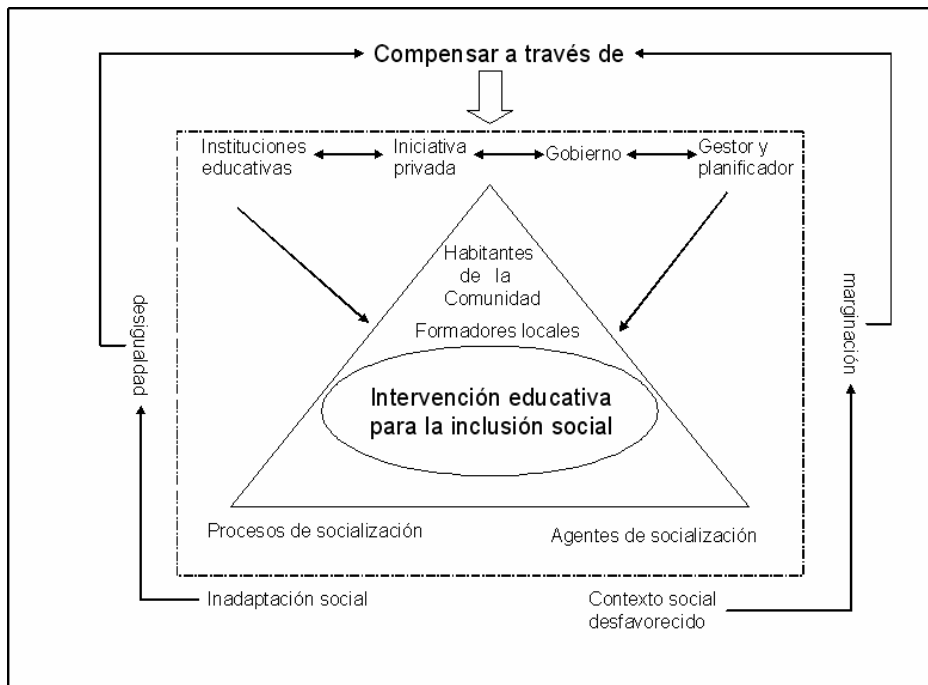 Compensar a través de
Instituciones
educativas
Iniciativa
privada
Gobierno
Gestor y
planificador
Habitantes
de la
Comunidad
Formadores locales
desigualdad
marginación
Intervención educativa
para la inclusión social
Procesos de socialización
Agentes de socialización
Inadaptación social
Contexto social
desfavorecido